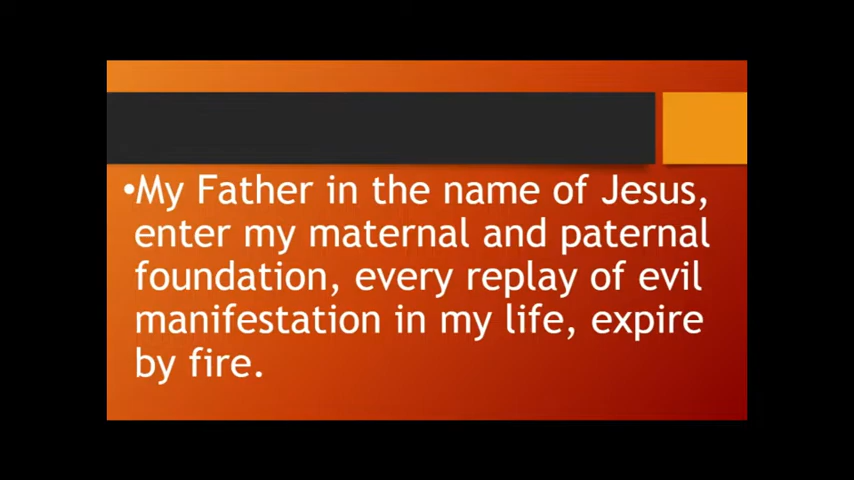 •My Father in the name of Jesus,
enter my maternal and paternal
foundation, every replay of evil
manifestation in my life, expire
by fire.